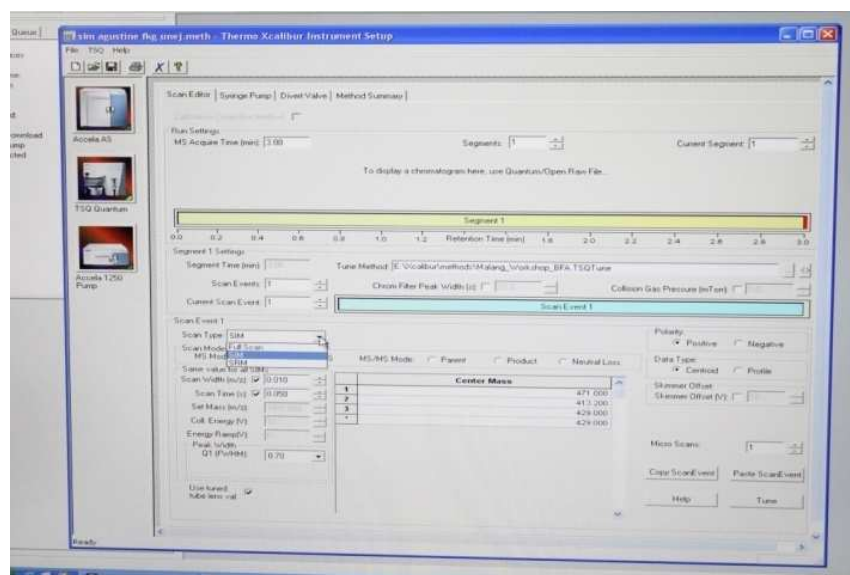 Queue
sim agustine fkg unej.meth - Thermo Xcalibur Instrument Setup
File TSQ Help
Scan Editor Syringe Pump Divert Valve Method Summary
Run Settings
MS Acquire Time (min): 3.00 Segments: 1 Current Segment: 1
Accela AS
To display a chromatogram here, use Quantum/Open Raw File...
TSQ Quantum
Segment 1
0.0 0.2 0.4 0.6 0.8 1.0 1.2 Retention Time (min) 1.6 2.0 2.2 2.4 2.6 2.8 3.0
Segment 1 Settings
Segment Time (min) Tune Method: E:\Xcalibur\methods\Malang_Workshop_BFA.TSQTune
Accela 1250
Pump
Scan Events: 1 Chrom Filter Peak Width (s): Collision Gas Pressure (mTorr):
Current Scan Event: 1 Scan Event 1
Scan Event 1
Scan Type: SIM
Full Scan
SIM
SRM
Scan Mode
MS Mod
MS/MS Mode: Parent Product Neutral Loss
Polarity
Positive Negative
Data Type:
Centroid Profile
Same value for all SIMs
Scan Width (m/z): 0.010
Scan Time (s): 0.050
Set Mass (m/z):
Coll. Energy (V):
Energy Ramp(V):
Peak Width
Q1 (FWHM): 0.70
Use tuned
tube lens val
Center Mass
1 471.000
2 413.200
3 429.000
* 429.000
Skimmer Offset
Skimmer Offset (V):
Micro Scans: 1
Copy ScanEvent Paste ScanEvent
Help Tune
Ready